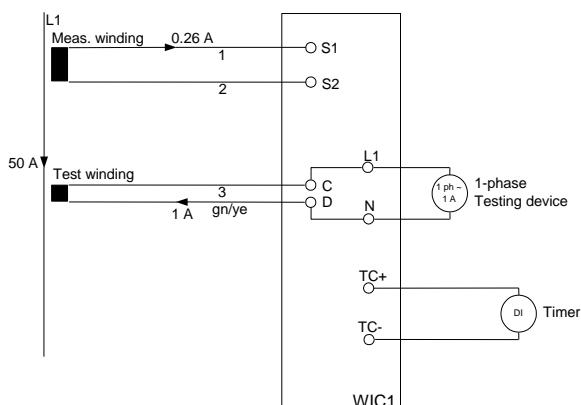 L1
Meas. winding
0.26 A
1
S1
2
S2
50 A
Test winding
3
1 A
gn/ye
C
D
L1
N
1 ph ~
1 A
1-phase
Testing device
TC+
TC-
DI
Timer
WIC1